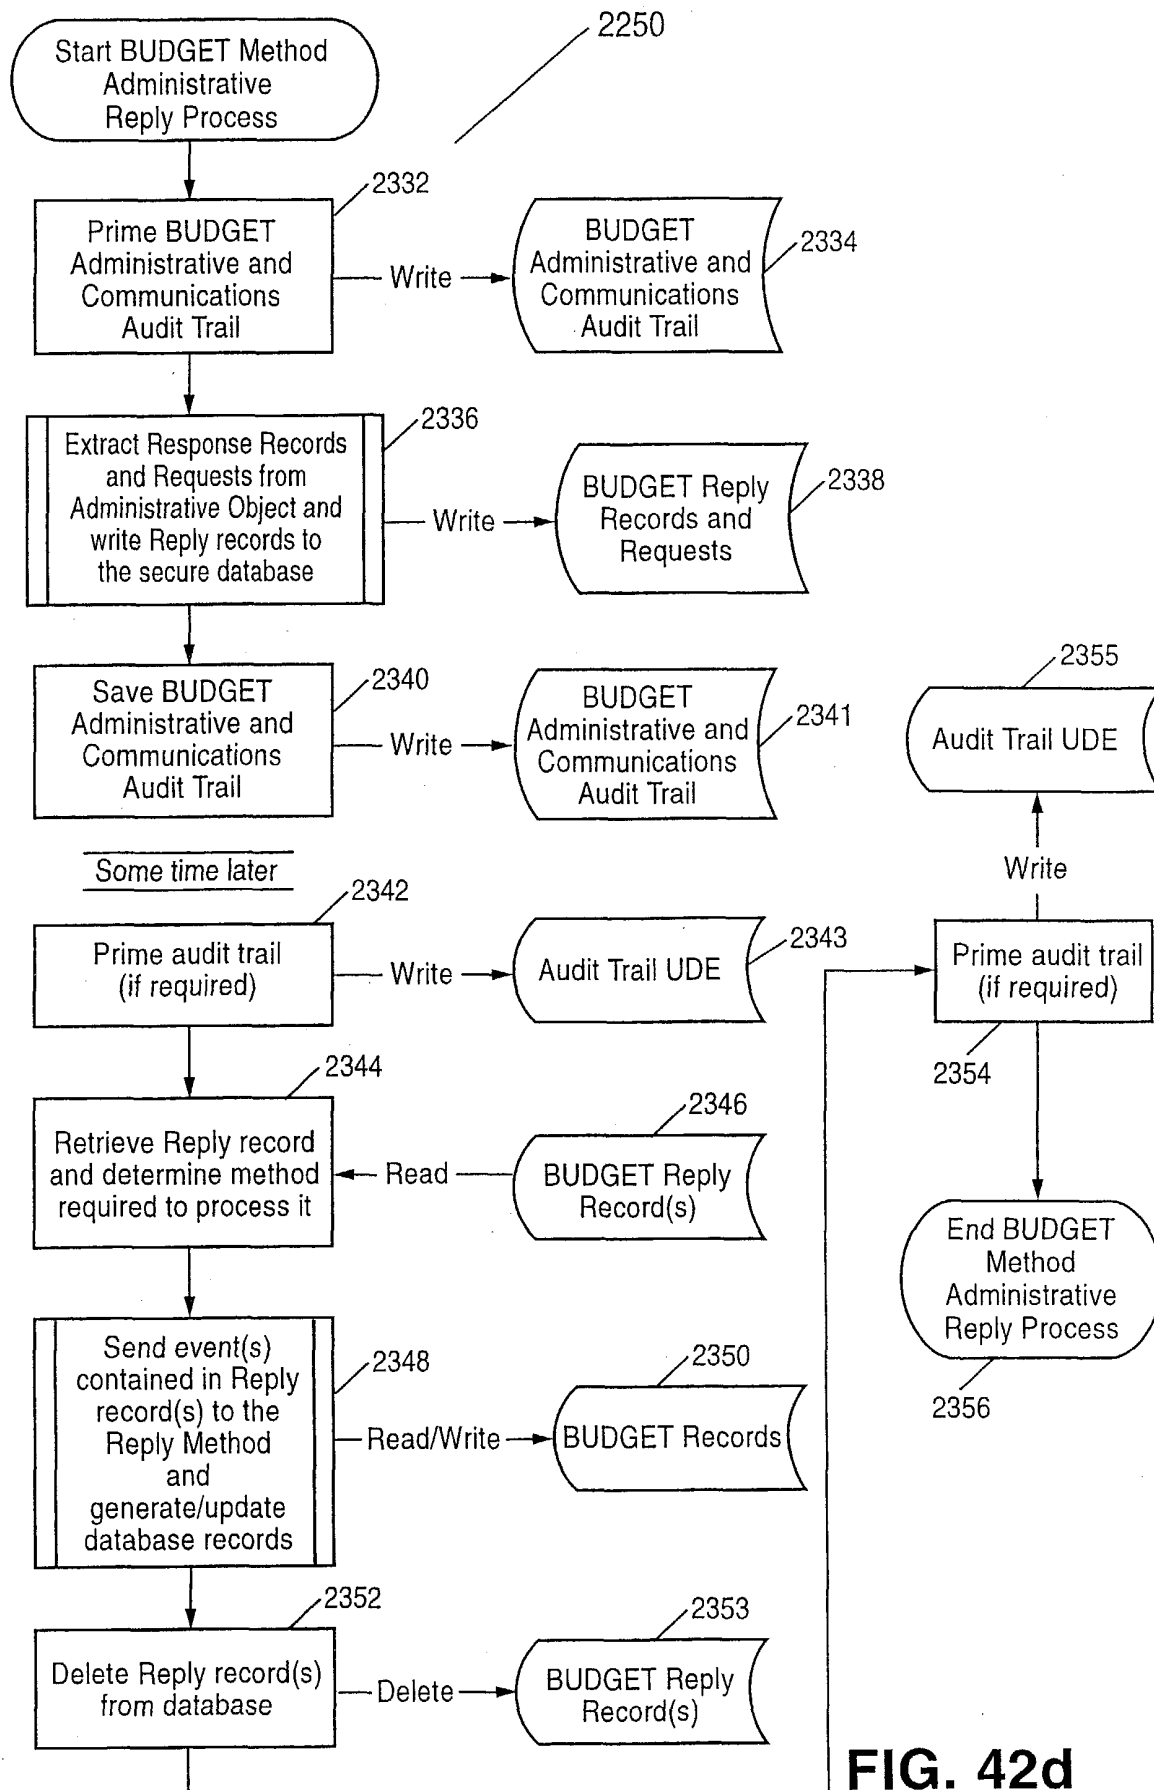 2250
Start BUDGET Method
Administrative
Reply Process
2332
Prime BUDGET
Administrative and
Communications
Audit Trail
Write
BUDGET
Administrative and
Communications
Audit Trail
2334
2336
Extract Response Records
and Requests from
Administrative Object and
write Reply records to
the secure database
Write
BUDGET Reply
Records and
Requests
2338
2340
Save BUDGET
Administrative and
Communications
Audit Trail
Write
BUDGET
Administrative and
Communications
Audit Trail
2341
Some time later
2342
Prime audit trail
(if required)
Write
Audit Trail UDE
2343
2344
Retrieve Reply record
and determine method
required to process it
Read
2346
BUDGET Reply
Record(s)
2348
Send event(s)
contained in Reply
record(s) to the
Reply Method
and
generate/update
database records
Read/Write
2350
BUDGET Records
2352
Delete Reply record(s)
from database
Delete
2353
BUDGET Reply
Record(s)
2355
Audit Trail UDE
Write
Prime audit trail
(if required)
2354
End BUDGET
Method
Administrative
Reply Process
2356
FIG. 42d